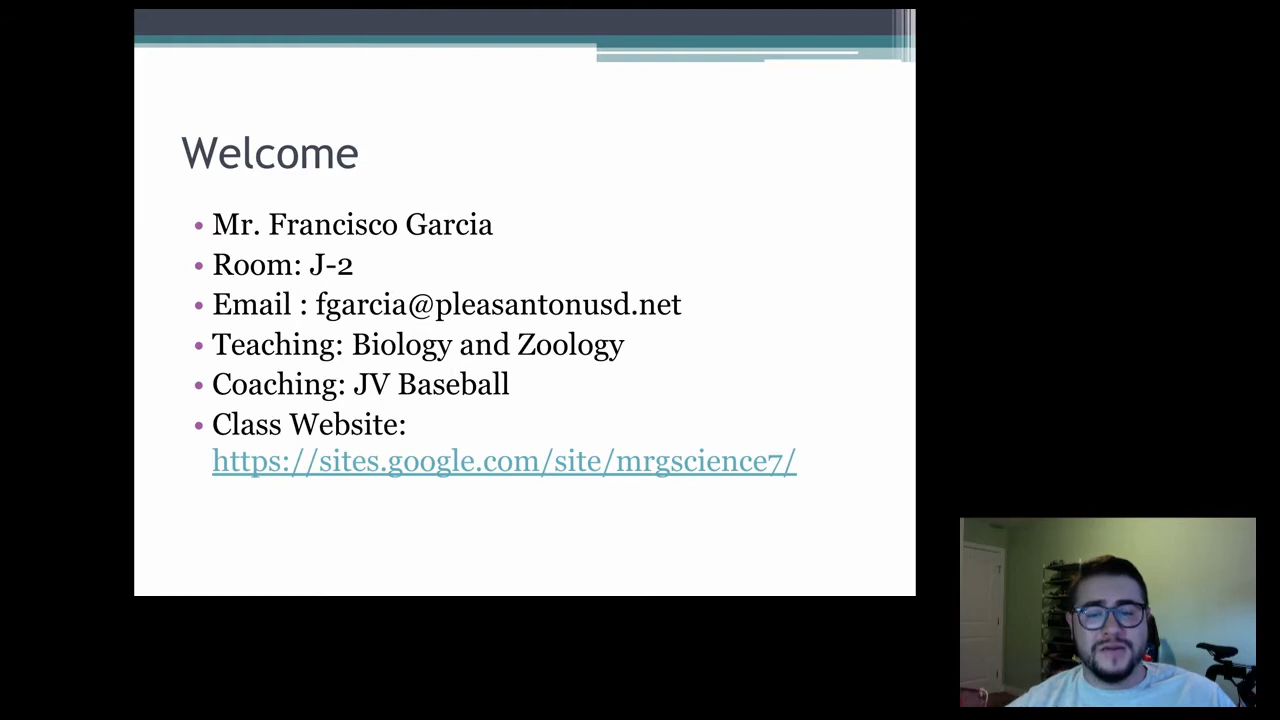 Welcome
• Mr. Francisco Garcia
• Room: J-2
• Email : fgarcia@pleasantonusd.net
• Teaching: Biology and Zoology
• Coaching: JV Baseball
• Class Website:
https://sites.google.com/site/mrgscience7/